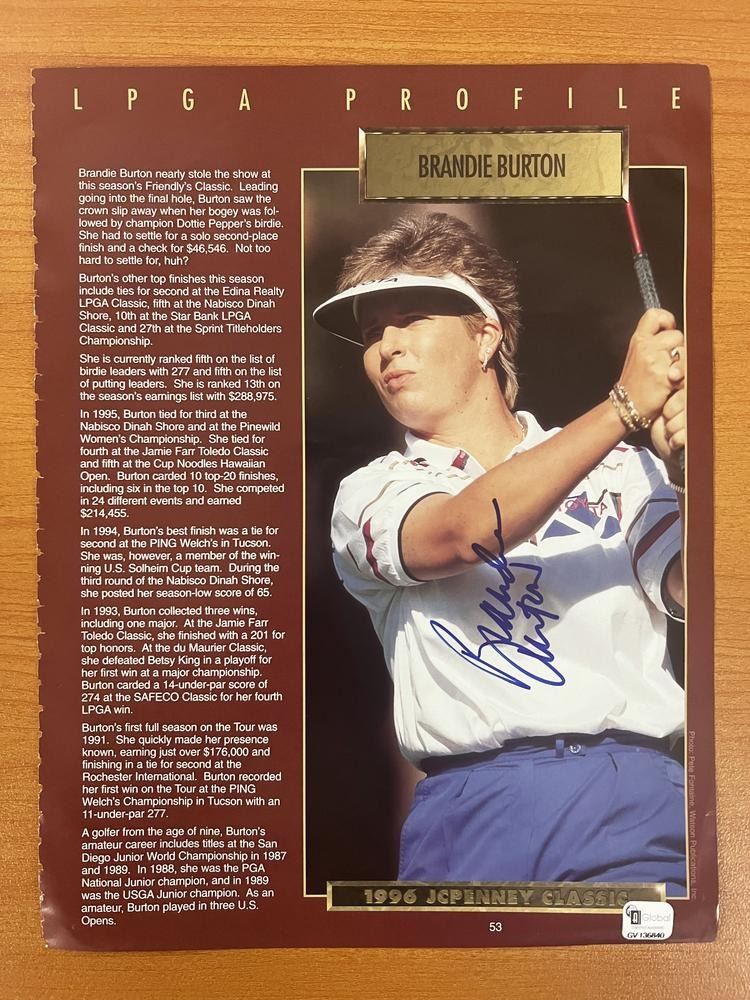 LPGA PROFILE
BRANDIE BURTON
Brandie Burton nearly stole the show at
this season's Friendly's Classic. Leading
going into the final hole, Burton saw the
crown slip away when her bogey was fol-
lowed by champion Dottie Pepper's birdie.
She had to settle for a solo second-place
finish and a check for $46,546. Not too
hard to settle for, huh?
Burton's other top finishes this season
include ties for second at the Edina Realty
LPGA Classic, fifth at the Nabisco Dinah
Shore, 10th at the Star Bank LPGA
Classic and 27th at the Sprint Titleholders
Championship.
She is currently ranked fifth on the list of
birdie leaders with 277 and fifth on the list
of putting leaders. She is ranked 13th on
the season's earnings list with $288,975.
In 1995, Burton tied for third at the
Nabisco Dinah Shore and at the Pinewild
Women's Championship. She tied for
fourth at the Jamie Farr Toledo Classic
and fifth at the Cup Noodles Hawaiian
Open. Burton carded 10 top-20 finishes,
including six in the top 10. She competed
in 24 different events and earned
$214,455.
In 1994, Burton's best finish was a tie for
second at the PING Welch's in Tucson.
She was, however, a member of the win-
ning U.S. Solheim Cup team. During the
third round of the Nabisco Dinah Shore,
she posted her season-low score of 65.
In 1993, Burton collected three wins,
including one major. At the Jamie Farr
Toledo Classic, she finished with a 201 for
top honors. At the du Maurier Classic,
she defeated Betsy King in a playoff for
her first win at a major championship.
Burton carded a 14-under-par score of
274 at the SAFECO Classic for her fourth
LPGA win.
Burton's first full season on the Tour was
1991. She quickly made her presence
known, earning just over $176,000 and
finishing in a tie for second at the
Rochester International. Burton recorded
her first win on the Tour at the PING
Welch's Championship in Tucson with an
11-under-par 277.
A golfer from the age of nine, Burton's
amateur career includes titles at the San
Diego Junior World Championship in 1987
and 1989. In 1988, she was the PGA
National Junior champion, and in 1989
was the USGA Junior champion. As an
amateur, Burton played in three U.S.
Opens.
Brandie
Burton
Photo: Pete Fontaine, Watson Publications, Inc.
1996 JCPENNEY CLASSIC
53
Global
GV 136840